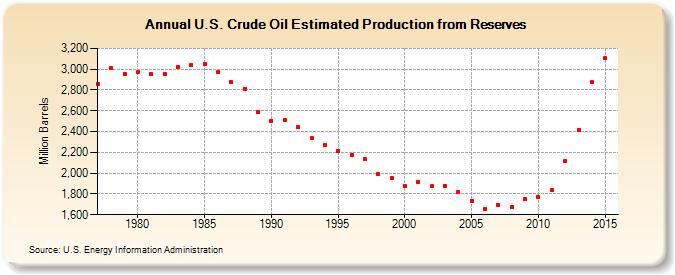 Annual U.S. Crude Oil Estimated Production from Reserves
Million Barrels
3,200
3,000
2,800
2,600
2,400
2,200
2,000
1,800
1,600
1980 1985 1990 1995 2000 2005 2010 2015
Source: U.S. Energy Information Administration